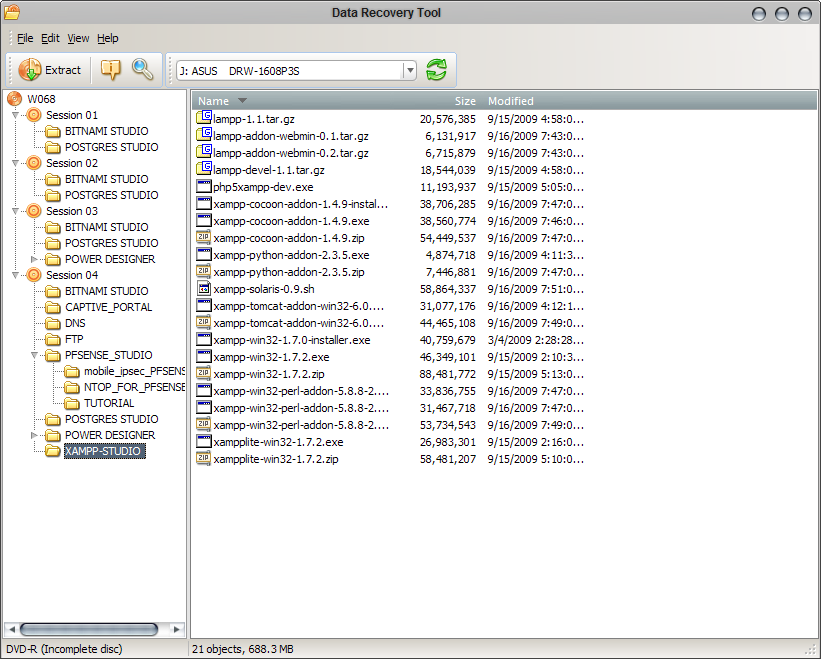 Data Recovery Tool
File Edit View Help
Extract J: ASUS DRW-1608P3S
W068
Session 01
BITNAMI STUDIO
POSTGRES STUDIO
Session 02
BITNAMI STUDIO
POSTGRES STUDIO
Session 03
BITNAMI STUDIO
POSTGRES STUDIO
POWER DESIGNER
Session 04
BITNAMI STUDIO
CAPTIVE_PORTAL
DNS
FTP
PFSENSE_STUDIO
mobile_ipsec_PFSENS
NTOP_FOR_PFSENSE
TUTORIAL
POSTGRES STUDIO
POWER DESIGNER
XAMPP-STUDIO
Name Size Modified
lampp-1.1.tar.gz 20,576,385 9/15/2009 4:58:0...
lampp-addon-webmin-0.1.tar.gz 6,131,917 9/16/2009 7:43:0...
lampp-addon-webmin-0.2.tar.gz 6,715,879 9/16/2009 7:43:0...
lampp-devel-1.1.tar.gz 18,544,039 9/15/2009 4:58:0...
php5xampp-dev.exe 11,193,937 9/15/2009 5:05:0...
xampp-cocoon-addon-1.4.9-instal... 38,706,285 9/16/2009 7:47:0...
xampp-cocoon-addon-1.4.9.exe 38,560,774 9/16/2009 7:46:0...
xampp-cocoon-addon-1.4.9.zip 54,449,537 9/16/2009 7:47:0...
xampp-python-addon-2.3.5.exe 4,874,718 9/16/2009 4:11:3...
xampp-python-addon-2.3.5.zip 7,446,881 9/16/2009 7:47:0...
xampp-solaris-0.9.sh 58,864,337 9/16/2009 7:51:0...
xampp-tomcat-addon-win32-6.0.... 31,077,176 9/16/2009 4:12:1...
xampp-tomcat-addon-win32-6.0.... 44,465,108 9/16/2009 7:49:0...
xampp-win32-1.7.0-installer.exe 40,759,679 3/4/2009 2:28:28...
xampp-win32-1.7.2.exe 46,349,101 9/15/2009 2:10:3...
xampp-win32-1.7.2.zip 88,481,772 9/15/2009 5:13:0...
xampp-win32-perl-addon-5.8.8-2.... 33,836,755 9/16/2009 7:47:0...
xampp-win32-perl-addon-5.8.8-2.... 31,467,718 9/16/2009 7:47:0...
xampp-win32-perl-addon-5.8.8-2.... 53,734,543 9/16/2009 7:49:0...
xampplite-win32-1.7.2.exe 26,983,301 9/15/2009 2:16:0...
xampplite-win32-1.7.2.zip 58,481,207 9/15/2009 5:10:0...
DVD-R (Incomplete disc) 21 objects, 688.3 MB